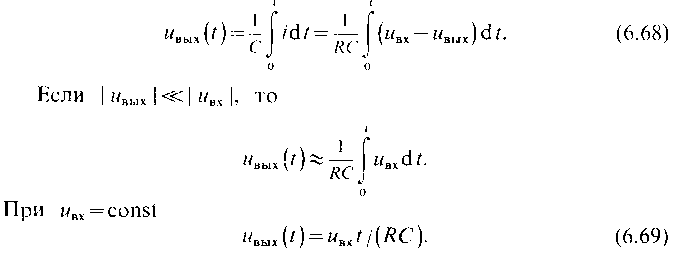 u_вых(t) = 1/C ∫₀ᵗ i dt = 1/RC ∫₀ᵗ (u_вх − u_вых) dt. (6.68)
Если |u_вых| ≪ |u_вх|, то
u_вых(t) ≈ 1/RC ∫₀ᵗ u_вх dt.
При u_вх = const
u_вых(t) = u_вх t/(RC). (6.69)